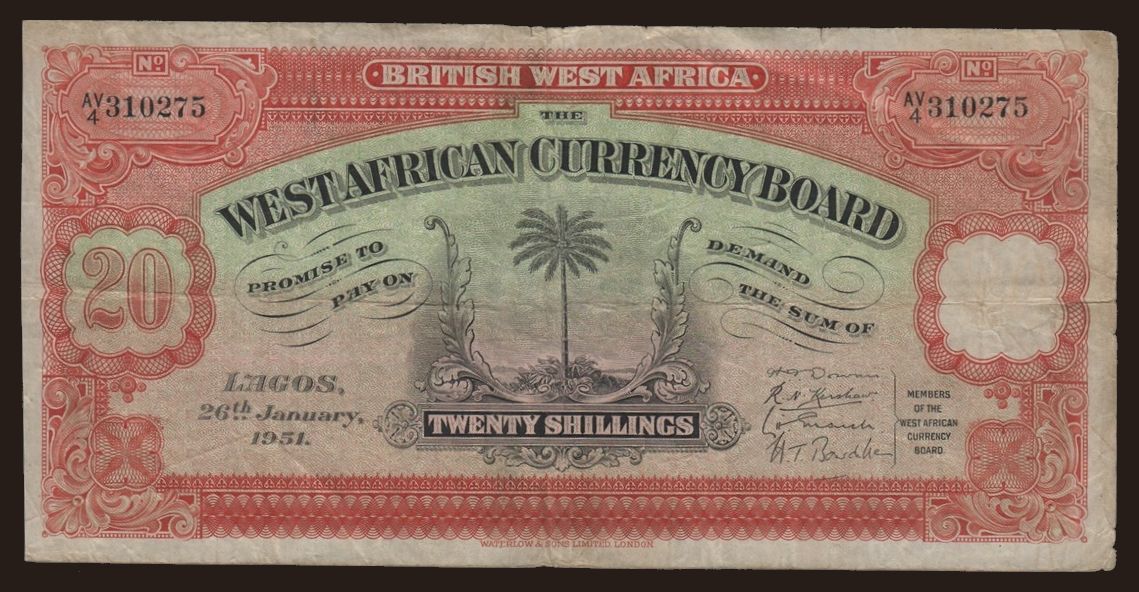 BRITISH WEST AFRICA
Nº
AV/4 310275
Nº
AV/4 310275
THE
WEST AFRICAN CURRENCY BOARD
PROMISE TO
PAY ON
DEMAND
THE SUM OF
20
LAGOS,
26th January,
1951.
TWENTY SHILLINGS
R. N. Kershaw
MEMBERS
OF THE
WEST AFRICAN
CURRENCY
BOARD.
WATERLOW & SONS LIMITED, LONDON